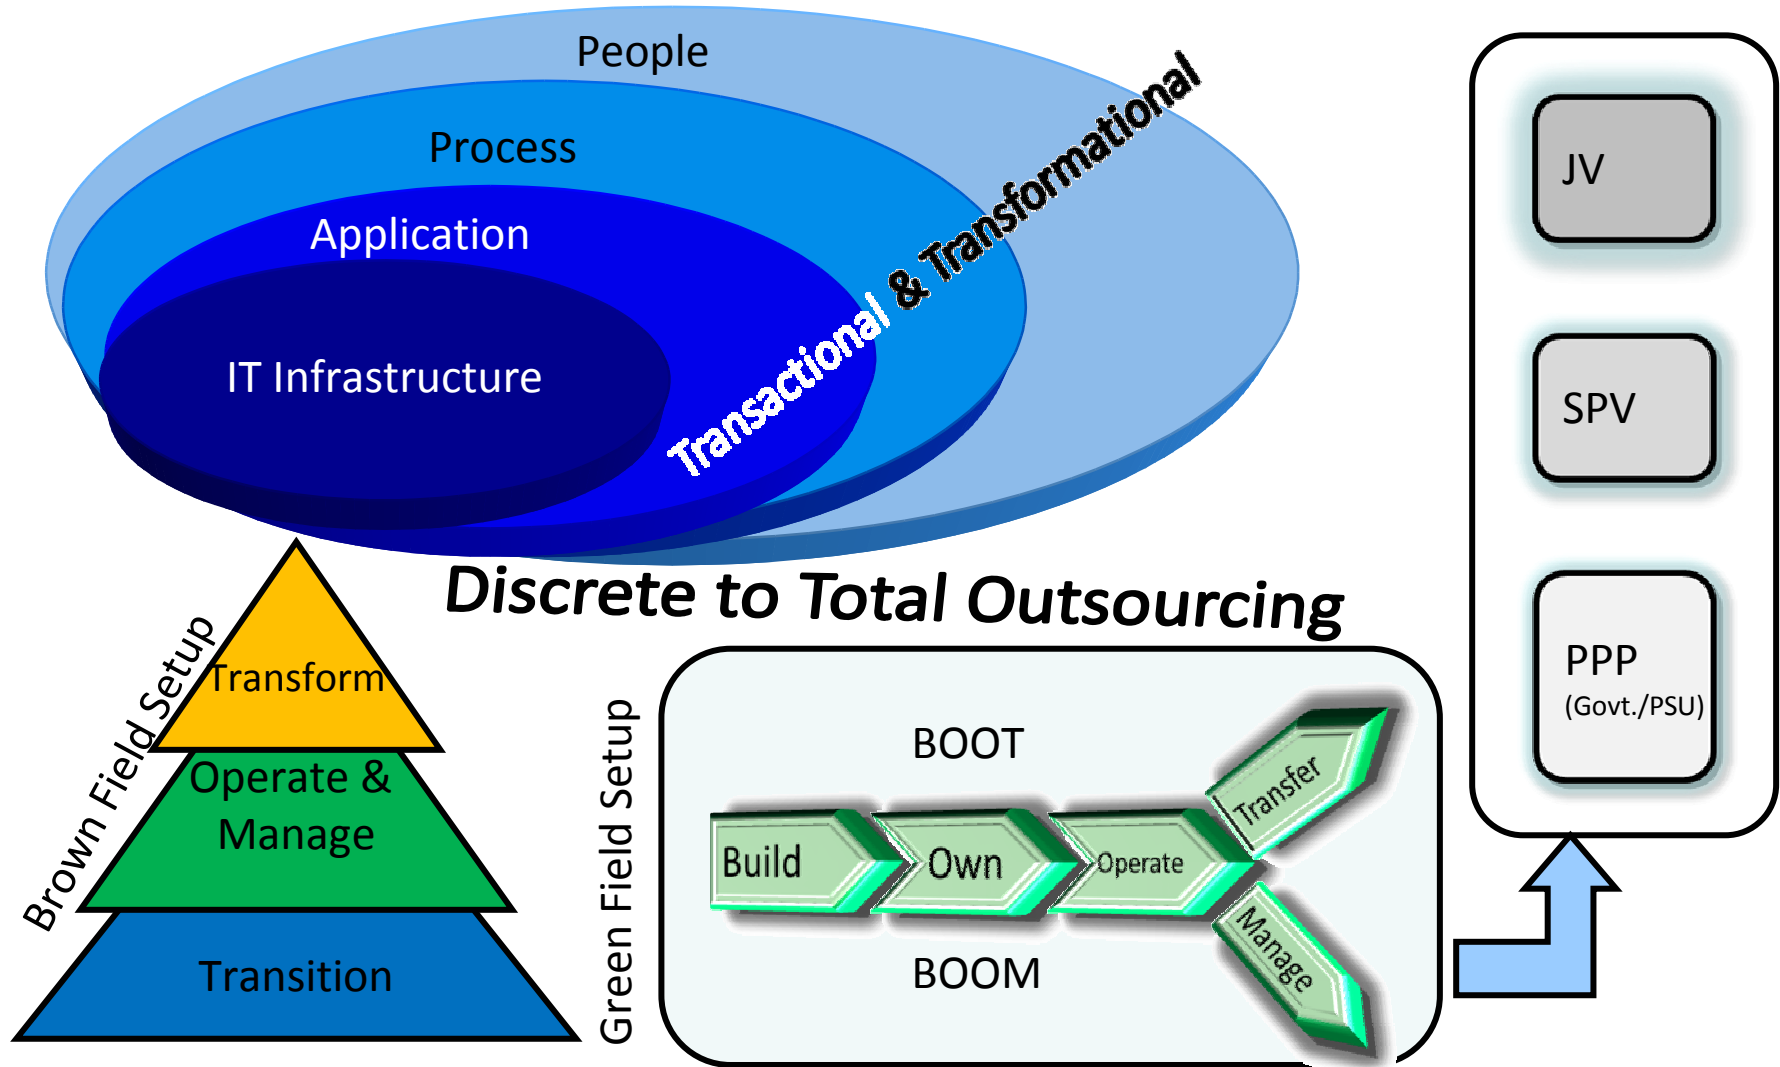 People
Process
Application
IT Infrastructure
Transactional & Transformational
Discrete to Total Outsourcing
Brown Field Setup
Transform
Operate &
Manage
Transition
Green Field Setup
BOOT
Build
Own
Operate
Transfer
Manage
BOOM
JV
SPV
PPP
(Govt./PSU)